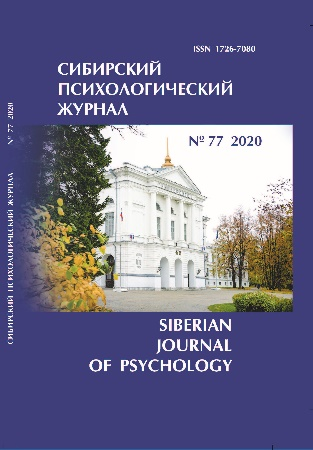 ISSN 1726-7080
СИБИРСКИЙ
ПСИХОЛОГИЧЕСКИЙ
ЖУРНАЛ
№ 77 2020
SIBERIAN
JOURNAL
OF PSYCHOLOGY
СИБИРСКИЙ ПСИХОЛОГИЧЕСКИЙ ЖУРНАЛ № 77 2020